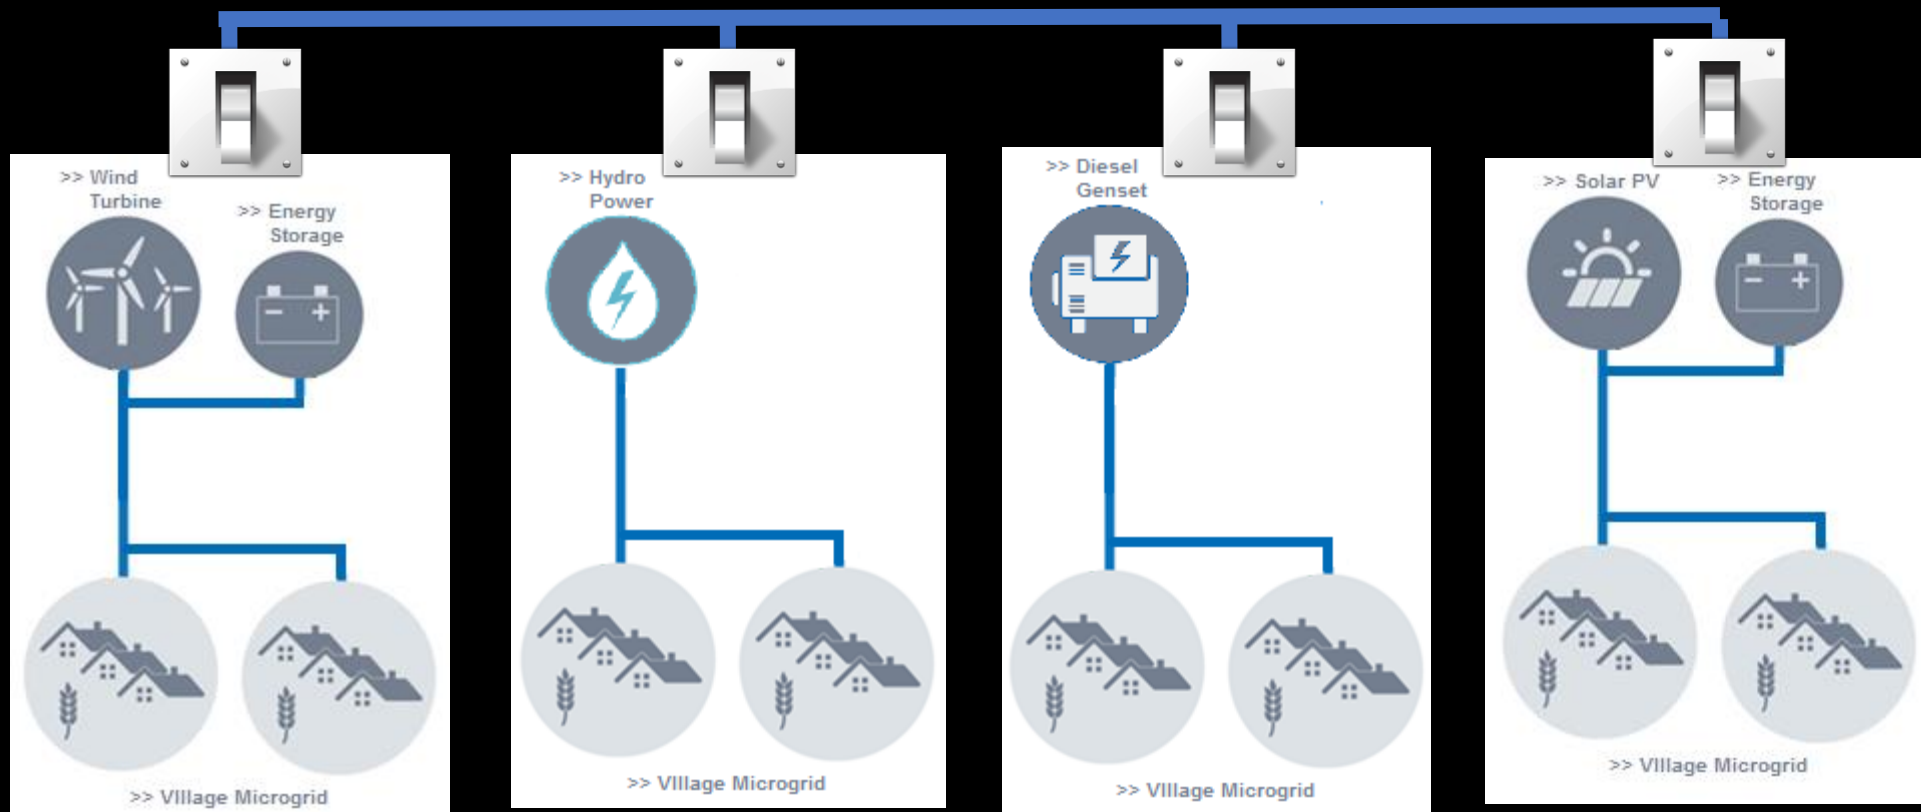 >> Wind
Turbine
>> Energy
Storage
>> VIllage Microgrid
>> Hydro
Power
>> VIllage Microgrid
>> Diesel
Genset
>> VIllage Microgrid
>> Solar PV
>> Energy
Storage
>> VIllage Microgrid